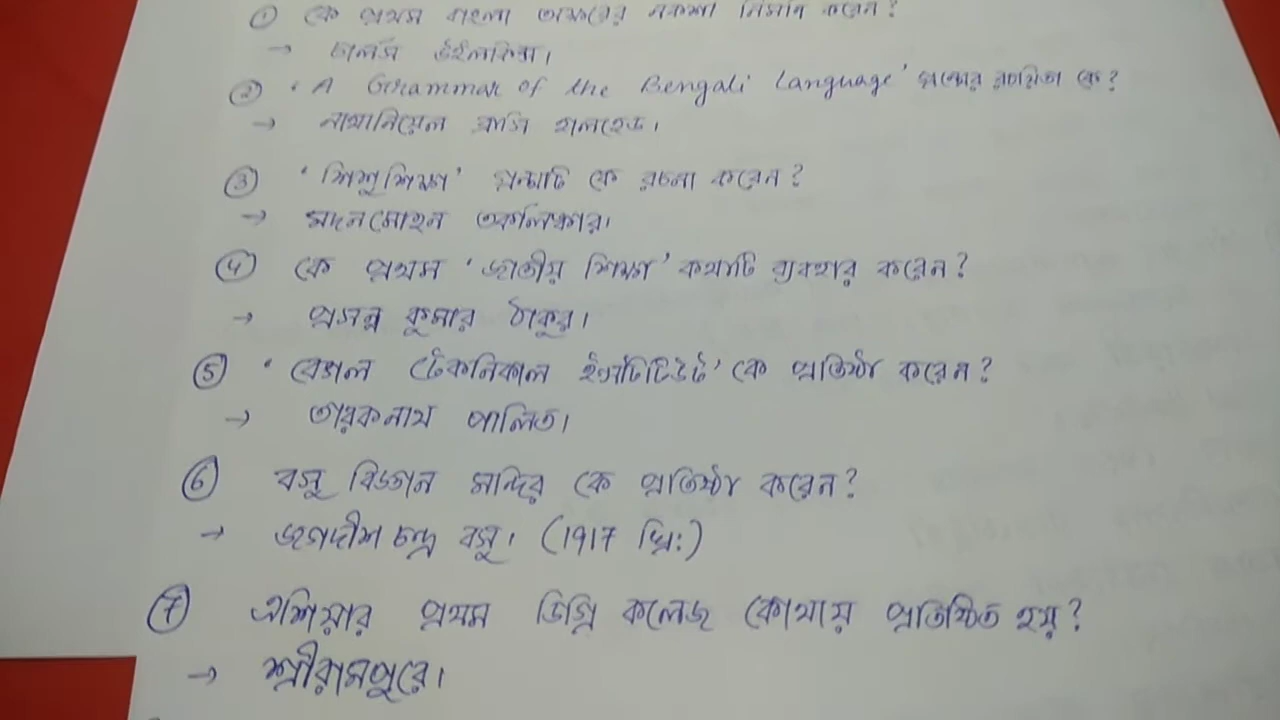 ① কে প্রথম বাংলা অক্ষরের নকশা নির্মাণ করেন?
→ চার্লস উইলকিন্স।
② 'A Grammar of the Bengali Language' গ্রন্থের রচয়িতা কে?
→ নাথানিয়েল ব্রাসি হালহেড।
③ 'শিশুশিক্ষা' গ্রন্থটি কে রচনা করেন?
→ মদনমোহন তর্কালঙ্কার।
④ কে প্রথম 'জাতীয় শিক্ষা' কথাটি ব্যবহার করেন?
→ প্রসন্ন কুমার ঠাকুর।
⑤ 'বেঙ্গল টেকনিকাল ইন্সটিটিউট' কে প্রতিষ্ঠা করেন?
→ তারকনাথ পালিত।
⑥ বসু বিজ্ঞান মন্দির কে প্রতিষ্ঠা করেন?
→ জগদীশ চন্দ্র বসু। (1917 খ্রি:)
⑦ এশিয়ার প্রথম ডিগ্রি কলেজ কোথায় প্রতিষ্ঠিত হয়?
→ শ্রীরামপুরে।